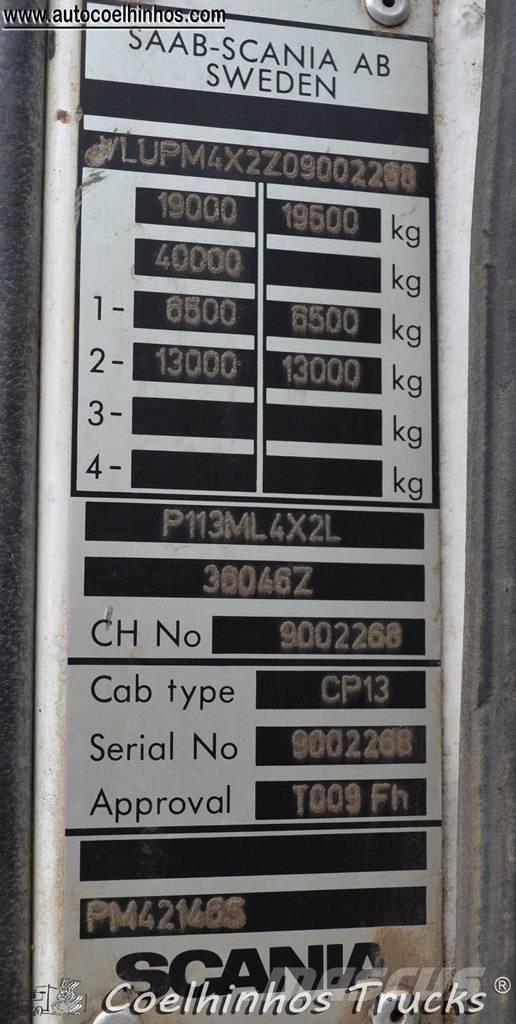 www.autocoelhinhos.com
SAAB-SCANIA AB
SWEDEN
VLUPM4X2Z09002268
19000 19500 kg
40000 kg
1- 6500 6500 kg
2- 13000 13000 kg
3- kg
4- kg
P113ML4X2L
36046Z
CH No 9002268
Cab type CP13
Serial No 9002268
Approval T009 Fh
SCANIA
Coelhinhos Trucks ®